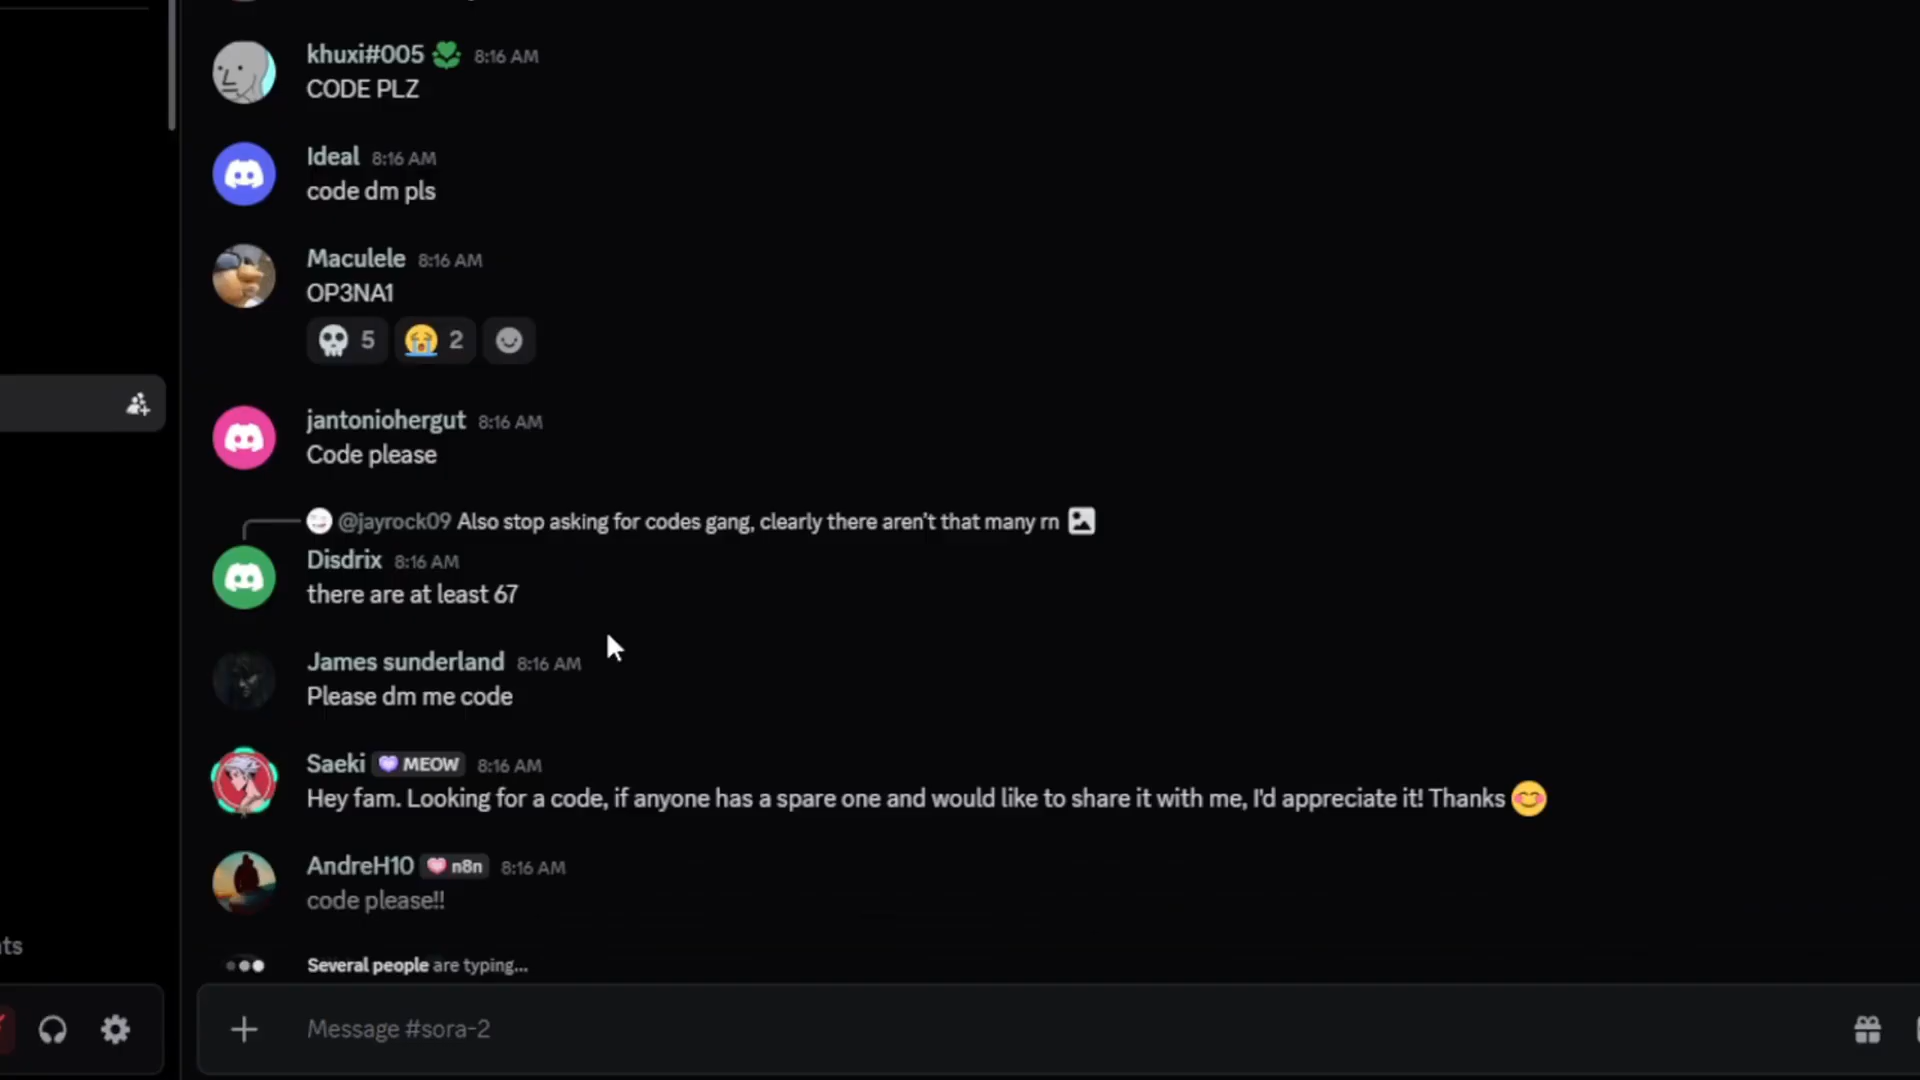 khuxi#005 8:16 AM
CODE PLZ
Ideal 8:16 AM
code dm pls
Maculele 8:16 AM
OP3NA1
5 2
jantoniohergut 8:16 AM
Code please
@jayrock09 Also stop asking for codes gang, clearly there aren't that many rn
Disdrix 8:16 AM
there are at least 67
James sunderland 8:16 AM
Please dm me code
Saeki MEOW 8:16 AM
Hey fam. Looking for a code, if anyone has a spare one and would like to share it with me, I'd appreciate it! Thanks
AndreH10 n8n 8:16 AM
code please!!
nts
Several people are typing...
Message #sora-2